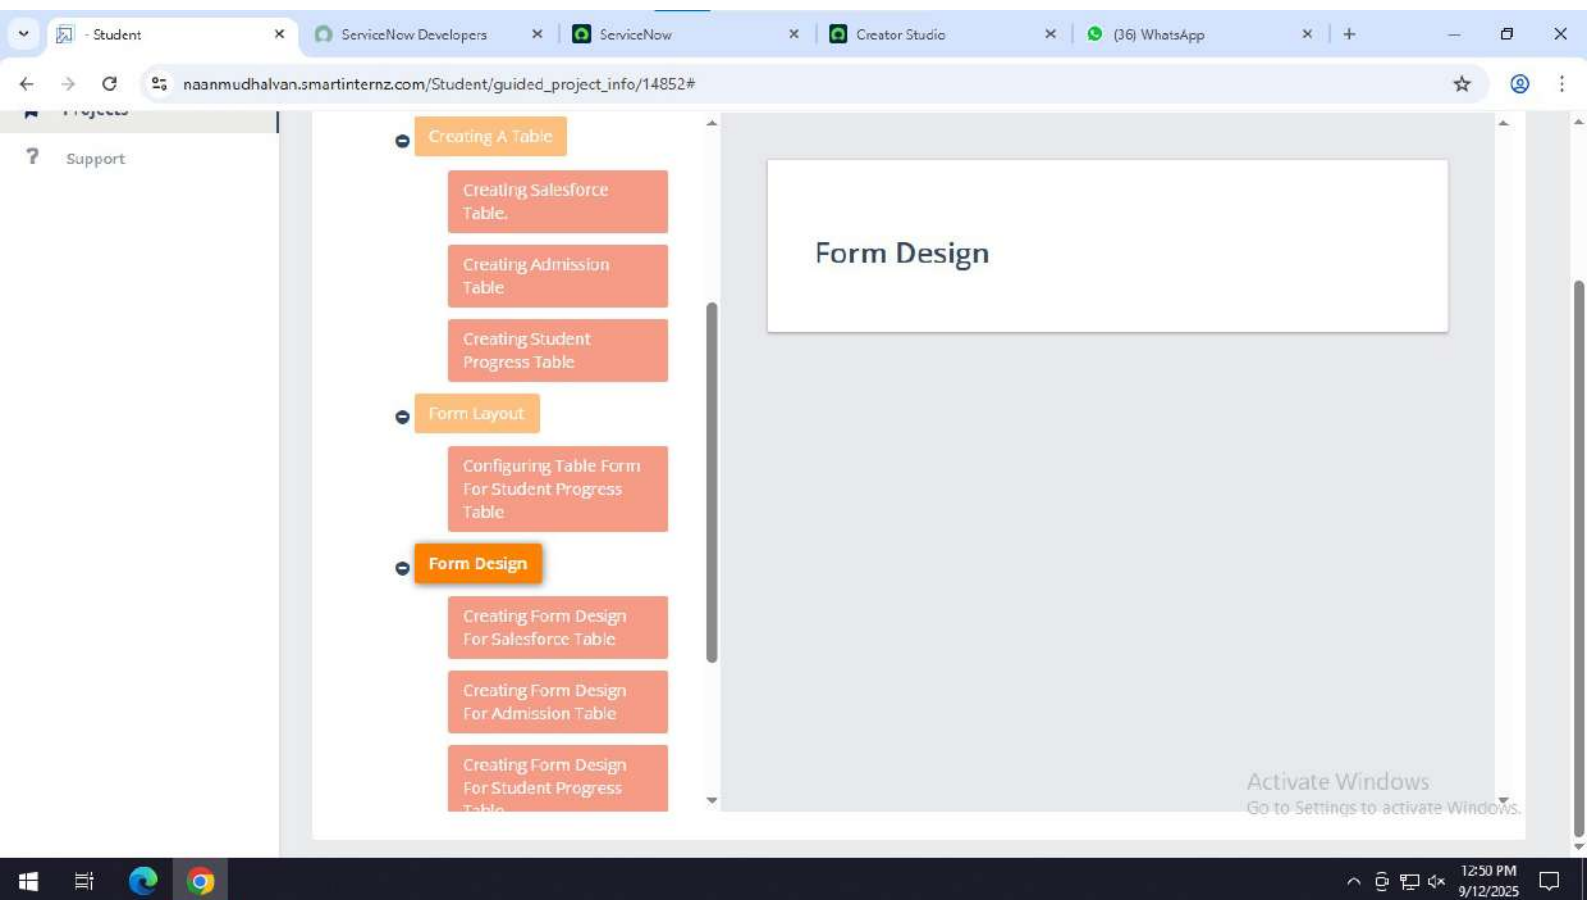 - Student
ServiceNow Developers
ServiceNow
Creator Studio
(36) WhatsApp
naanmudhalvan.smartinternz.com/Student/guided_project_info/14852#
Projects
Support
Creating A Table
Creating Salesforce
Table.
Creating Admission
Table
Creating Student
Progress Table
Form Layout
Configuring Table Form
For Student Progress
Table
Form Design
Creating Form Design
For Salesforce Table
Creating Form Design
For Admission Table
Creating Form Design
For Student Progress
Table
Form Design
Activate Windows
Go to Settings to activate Windows.
12:50 PM
9/12/2025